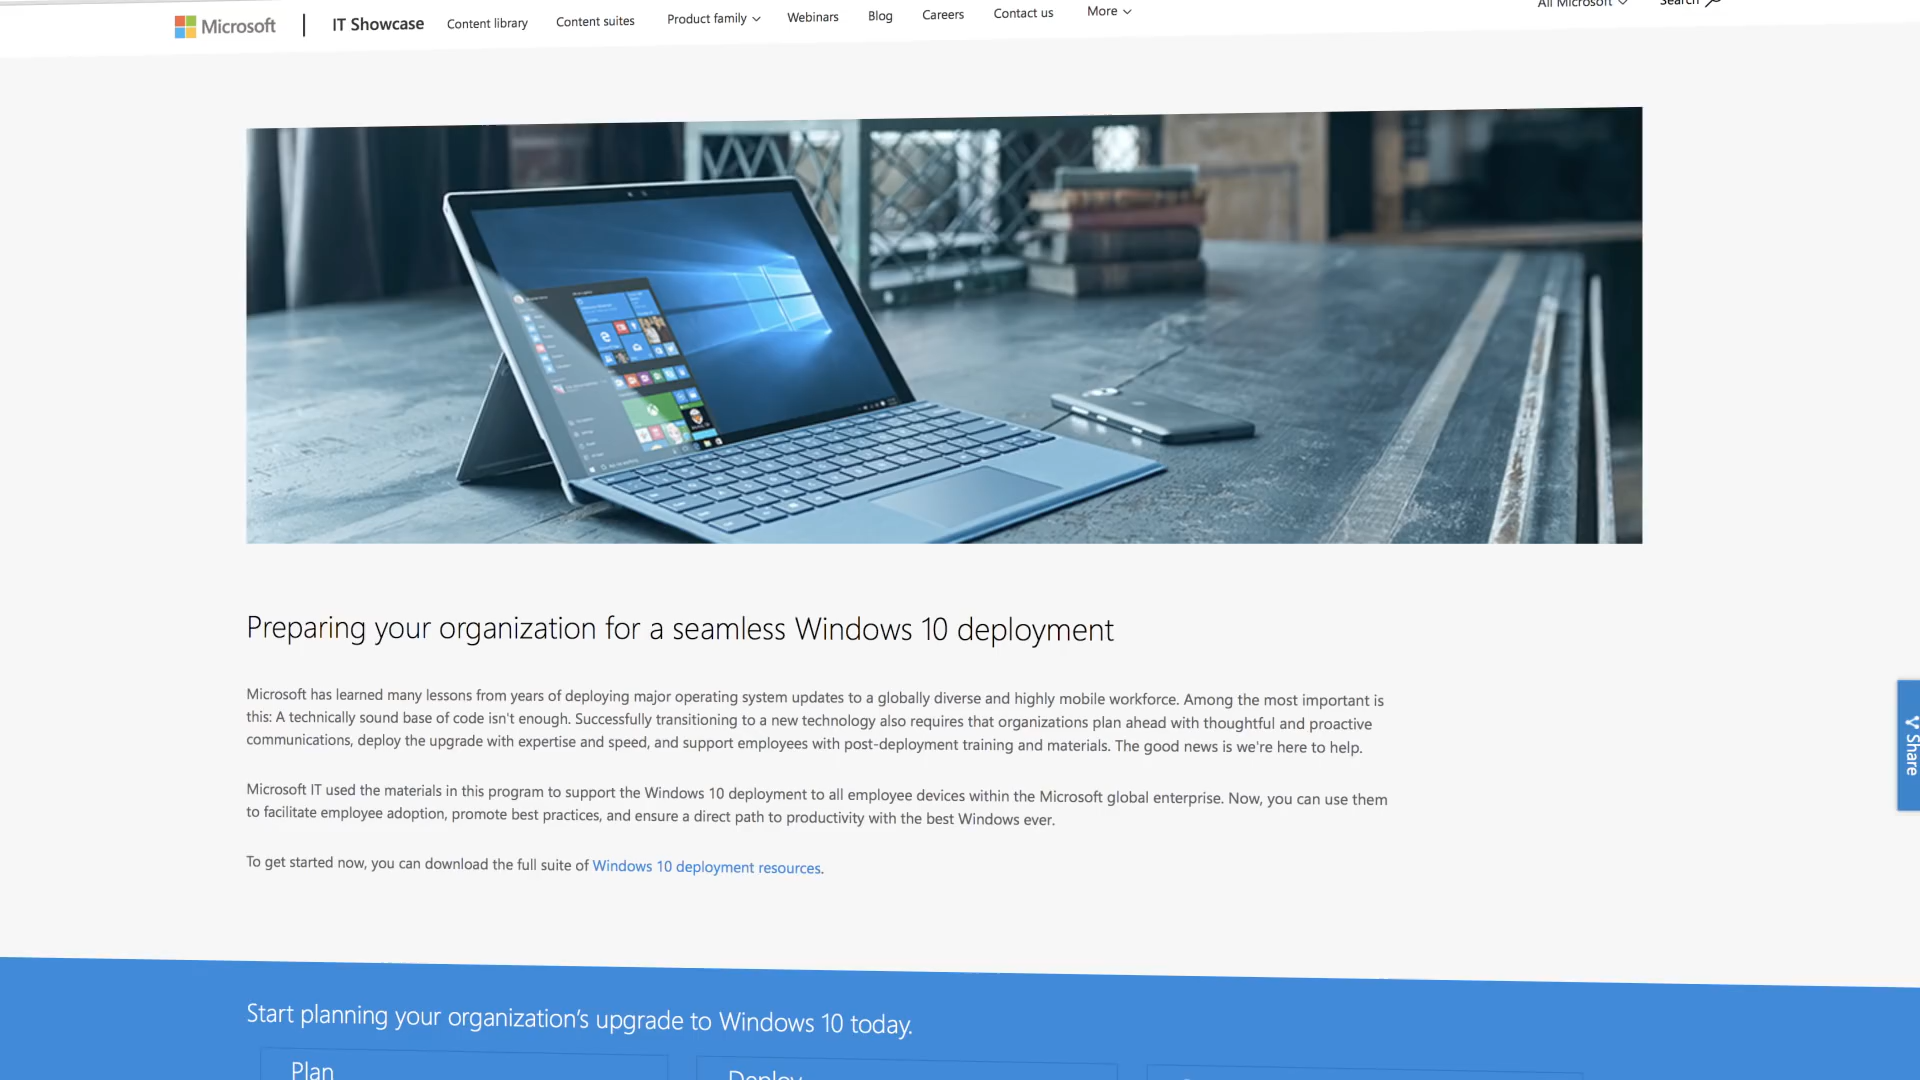 Microsoft
IT Showcase
Content library
Content suites
Product family
Webinars
Blog
Careers
Contact us
More
All Microsoft
Search
Preparing your organization for a seamless Windows 10 deployment
Microsoft has learned many lessons from years of deploying major operating system updates to a globally diverse and highly mobile workforce. Among the most important is
this: A technically sound base of code isn't enough. Successfully transitioning to a new technology also requires that organizations plan ahead with thoughtful and proactive
communications, deploy the upgrade with expertise and speed, and support employees with post-deployment training and materials. The good news is we're here to help.
Microsoft IT used the materials in this program to support the Windows 10 deployment to all employee devices within the Microsoft global enterprise. Now, you can use them
to facilitate employee adoption, promote best practices, and ensure a direct path to productivity with the best Windows ever.
To get started now, you can download the full suite of Windows 10 deployment resources.
Share
Start planning your organization’s upgrade to Windows 10 today.
Plan
Deploy